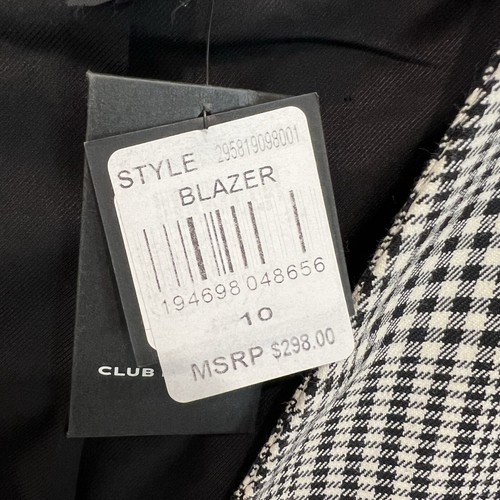 STYLE 295819098001
BLAZER
194698 048656
10
MSRP $298.00
CLUB